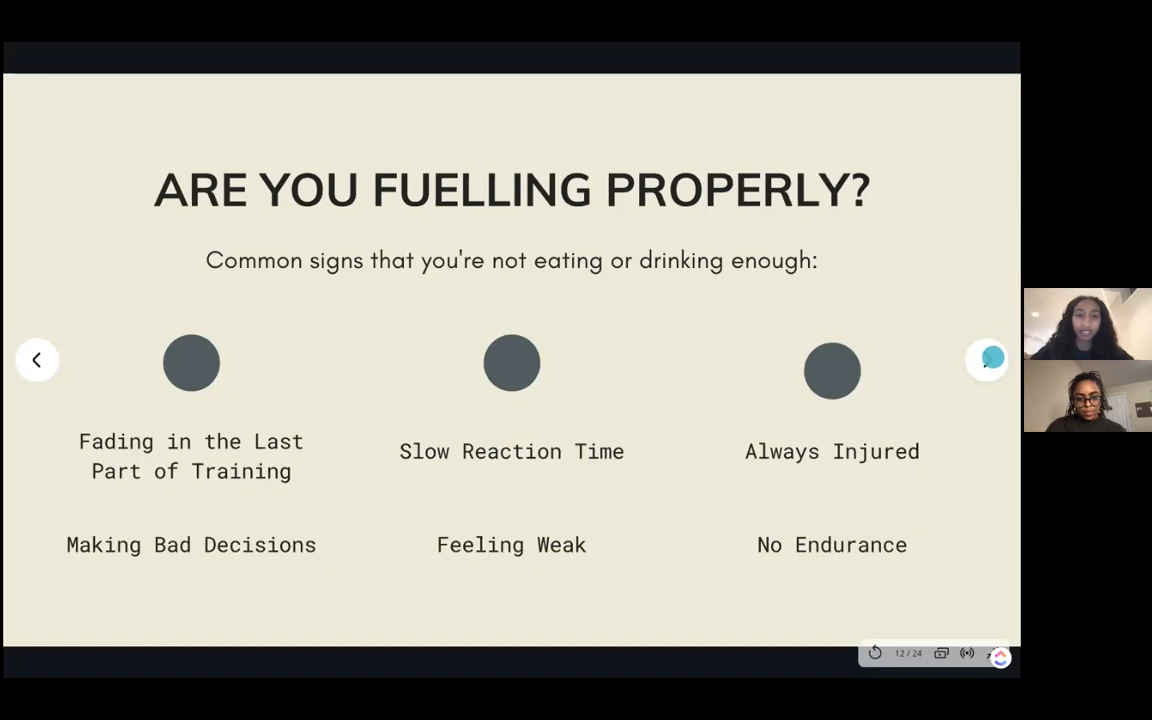 ARE YOU FUELLING PROPERLY?
Common signs that you're not eating or drinking enough:
Fading in the Last
Part of Training
Slow Reaction Time
Always Injured
Making Bad Decisions
Feeling Weak
No Endurance
12 / 24